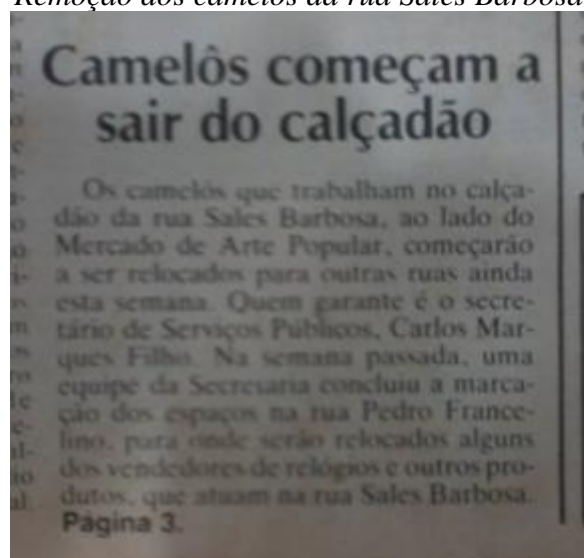 Remoção dos camelôs da rua Sales Barbosa
Camelôs começam a
sair do calçadão
Os camelôs que trabalham no calça-
dão da rua Sales Barbosa, ao lado do
Mercado de Arte Popular, começarão
a ser relocados para outras ruas ainda
esta semana. Quem garante é o secre-
tário de Serviços Públicos, Carlos Mar-
ques Filho. Na semana passada, uma
equipe da Secretaria concluiu a marca-
ção dos espaços na rua Pedro France-
lino, para onde serão relocados alguns
dos vendedores de relógios e outros pro-
dutos, que atuam na rua Sales Barbosa.
Página 3.